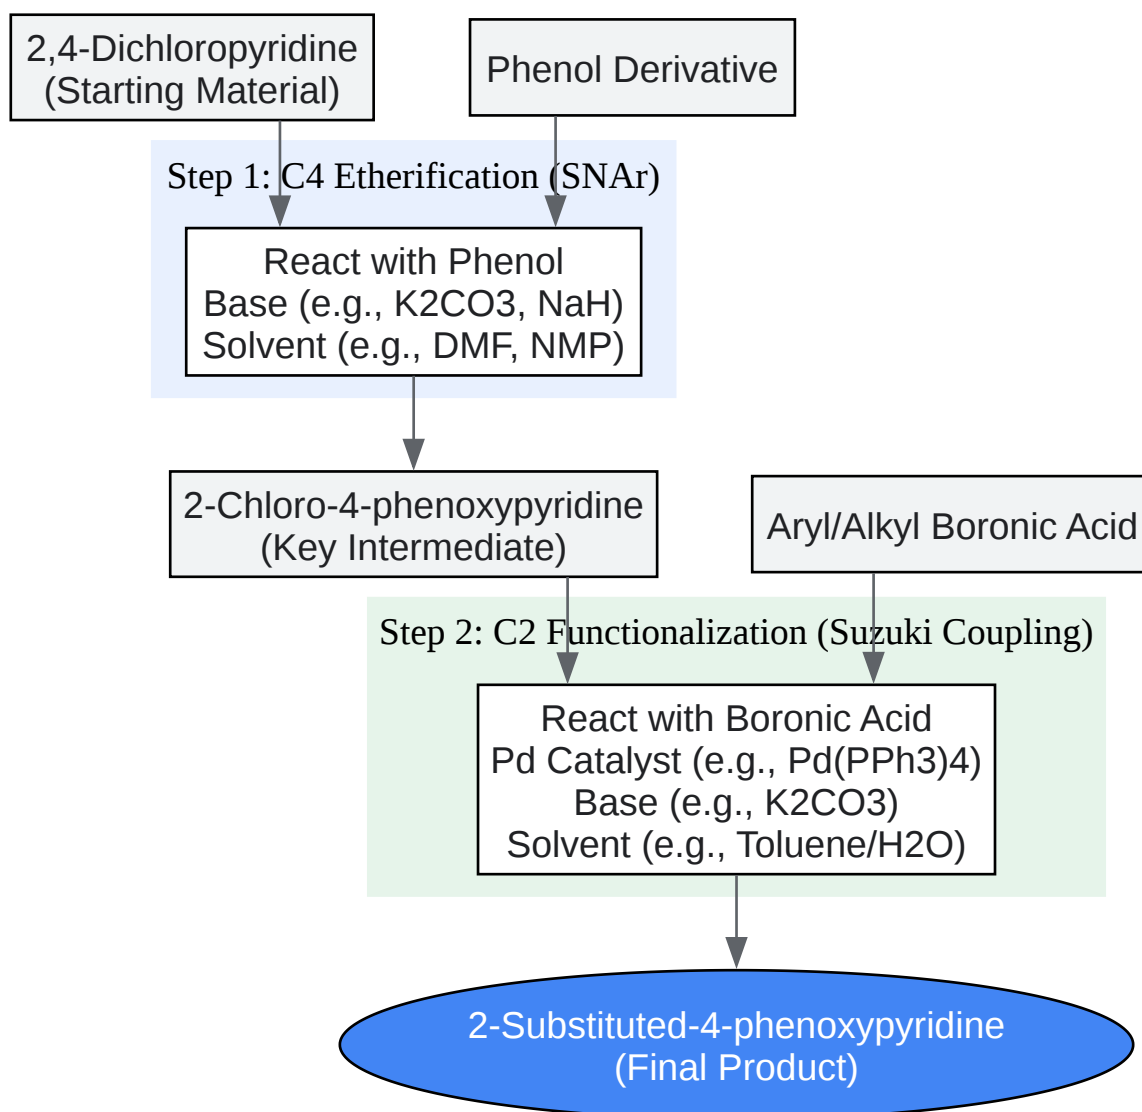 2,4-Dichloropyridine
(Starting Material)
Phenol Derivative
Step 1: C4 Etherification (SNAr)
React with Phenol
Base (e.g., K2CO3, NaH)
Solvent (e.g., DMF, NMP)
2-Chloro-4-phenoxypyridine
(Key Intermediate)
Aryl/Alkyl Boronic Acid
Step 2: C2 Functionalization (Suzuki Coupling)
React with Boronic Acid
Pd Catalyst (e.g., Pd(PPh3)4)
Base (e.g., K2CO3)
Solvent (e.g., Toluene/H2O)
2-Substituted-4-phenoxypyridine
(Final Product)